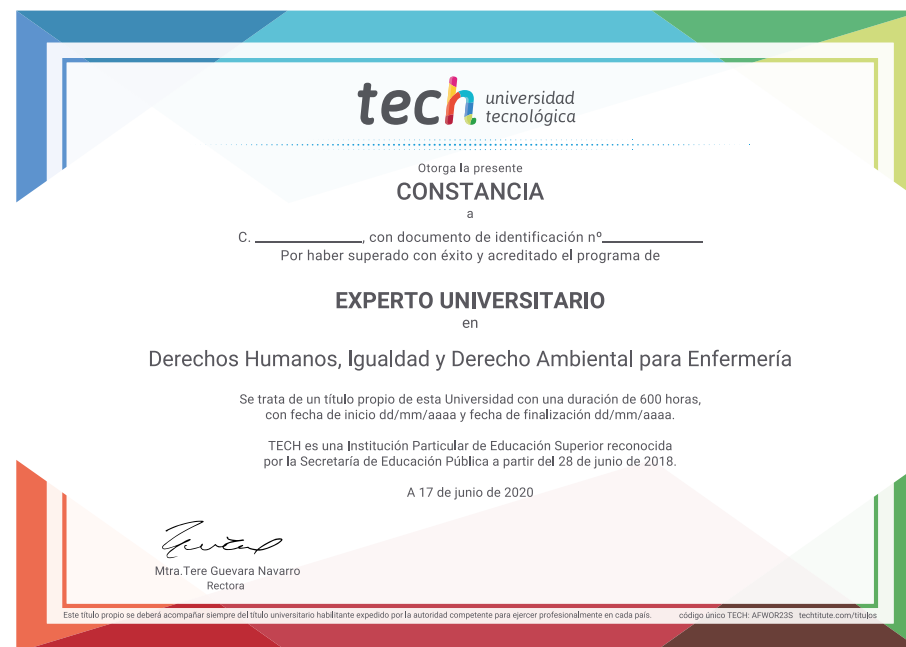 tech universidad
tecnológica
Otorga la presente
CONSTANCIA
a
C. ____________, con documento de identificación nº____________
Por haber superado con éxito y acreditado el programa de
EXPERTO UNIVERSITARIO
en
Derechos Humanos, Igualdad y Derecho Ambiental para Enfermería
Se trata de un título propio de esta Universidad con una duración de 600 horas,
con fecha de inicio dd/mm/aaaa y fecha de finalización dd/mm/aaaa.
TECH es una Institución Particular de Educación Superior reconocida
por la Secretaría de Educación Pública a partir del 28 de junio de 2018.
A 17 de junio de 2020
Mtra.Tere Guevara Navarro
Rectora
Este título propio se deberá acompañar siempre del título universitario habilitante expedido por la autoridad competente para ejercer profesionalmente en cada país. código único TECH: AFWOR23S techtitute.com/titulos